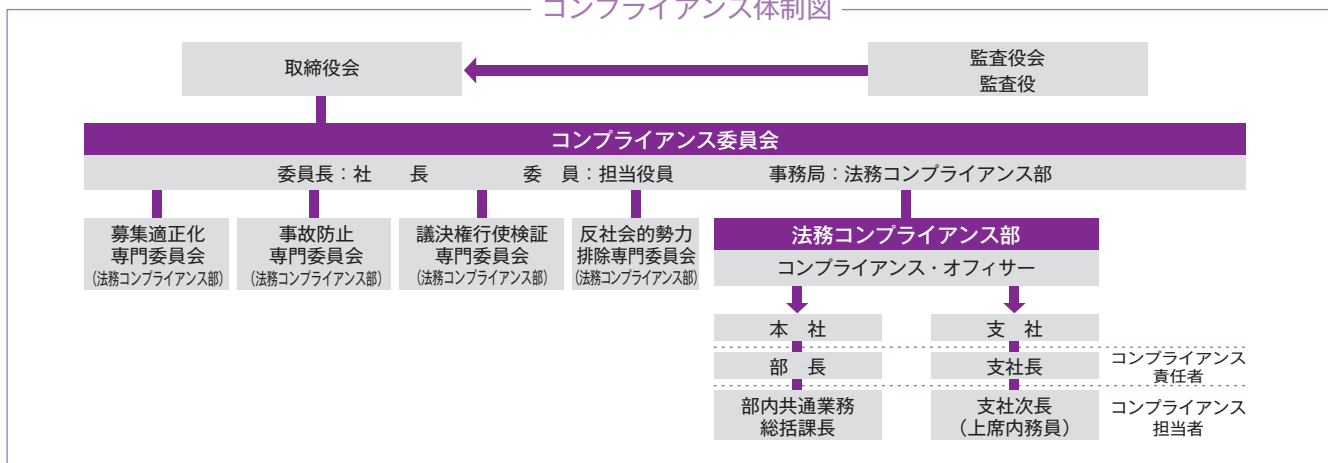 コンプライアンス体制図
取締役会
監査役会
監査役
コンプライアンス委員会
委員長：社　長　委　員：担当役員　事務局：法務コンプライアンス部
募集適正化
専門委員会
(法務コンプライアンス部)
事故防止
専門委員会
(法務コンプライアンス部)
議決権行使検証
専門委員会
(法務コンプライアンス部)
反社会的勢力
排除専門委員会
(法務コンプライアンス部)
法務コンプライアンス部
コンプライアンス・オフィサー
本　社
支　社
部　長
支社長
コンプライアンス
責任者
部内共通業務
総括課長
支社次長
（上席内務員）
コンプライアンス
担当者